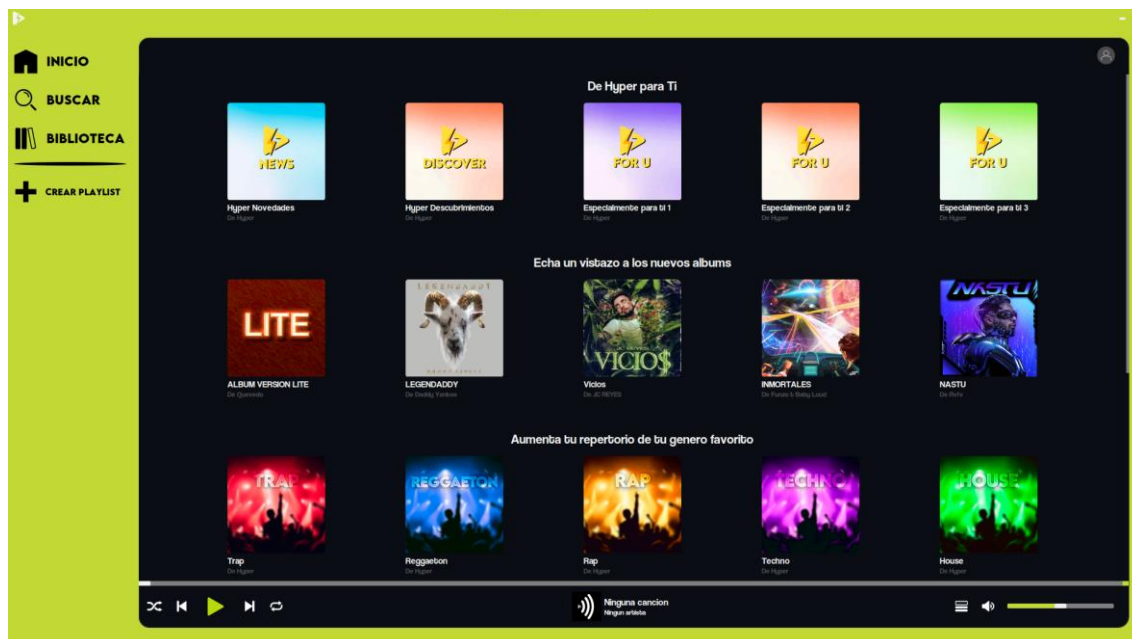 INICIO
BUSCAR
BIBLIOTECA
CREAR PLAYLIST
De Hyper para Ti
NEWS
DISCOVER
FOR U
FOR U
FOR U
Hyper Novedades
Hyper Descubrimientos
Especialmente para ti 1
Especialmente para ti 2
Especialmente para ti 3
De Hyper
De Hyper
De Hyper
De Hyper
De Hyper
Echa un vistazo a los nuevos albums
LITE
LEGENDADDY
VICIO$
NASTU
ALBUM VERSION LITE
LEGENDADDY
Vicios
INMORTALES
NASTU
De Quevedo
De Daddy Yankee
De JC REYES
De Funzo & Baby Loud
Aumenta tu repertorio de tu genero favorito
TRAP
REGGAETON
RAP
TECHNO
HOUSE
Trap
Reggaeton
Rap
Techno
House
De Hyper
De Hyper
De Hyper
De Hyper
De Hyper
Ninguna cancion
Ningun artista